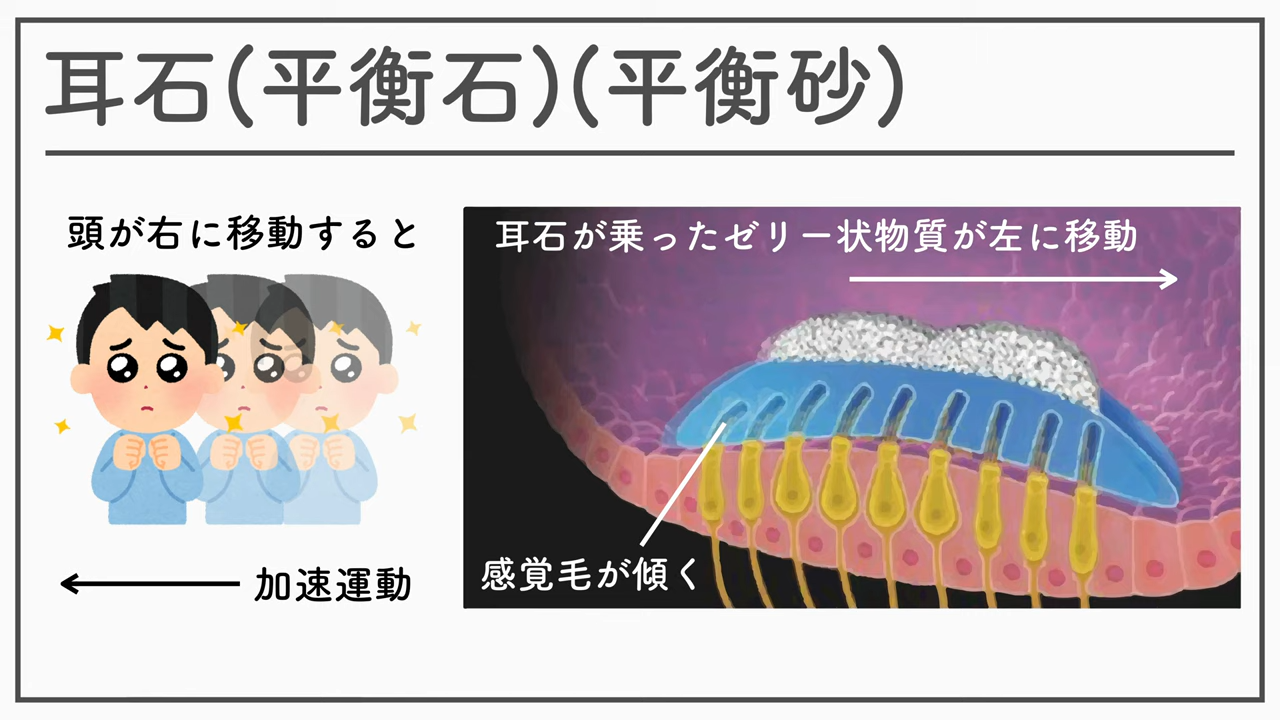 耳石(平衡石)(平衡砂)
頭が右に移動すると
加速運動
耳石が乗ったゼリー状物質が左に移動
感覚毛が傾く